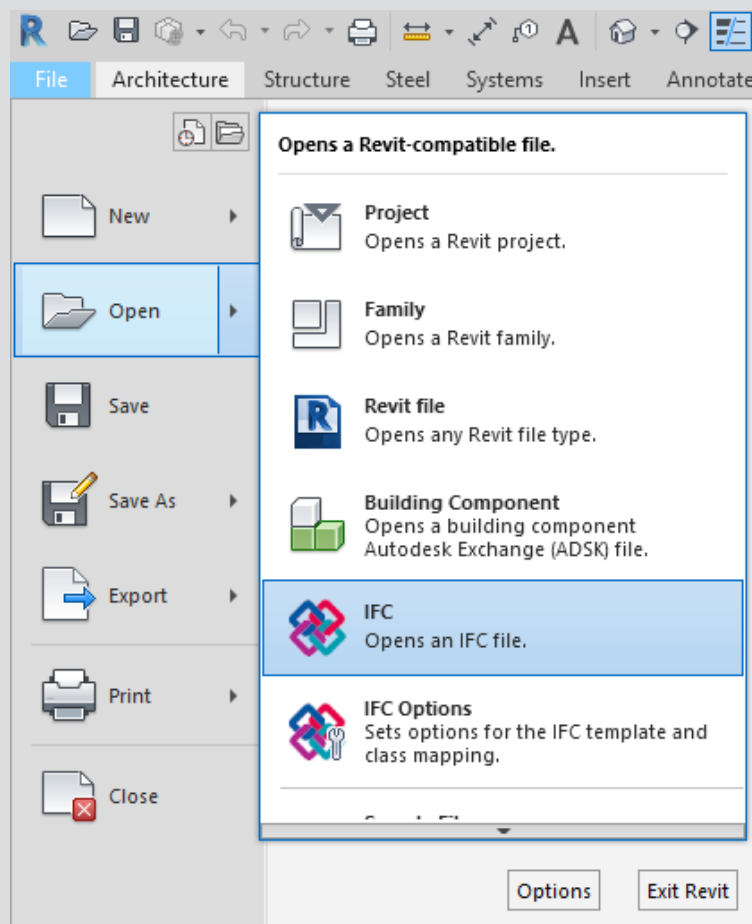 File Architecture Structure Steel Systems Insert Annotate
Opens a Revit-compatible file.
New
Open
Save
Save As
Export
Print
Close
Project
Opens a Revit project.
Family
Opens a Revit family.
Revit file
Opens any Revit file type.
Building Component
Opens a building component
Autodesk Exchange (ADSK) file.
IFC
Opens an IFC file.
IFC Options
Sets options for the IFC template and
class mapping.
Options Exit Revit